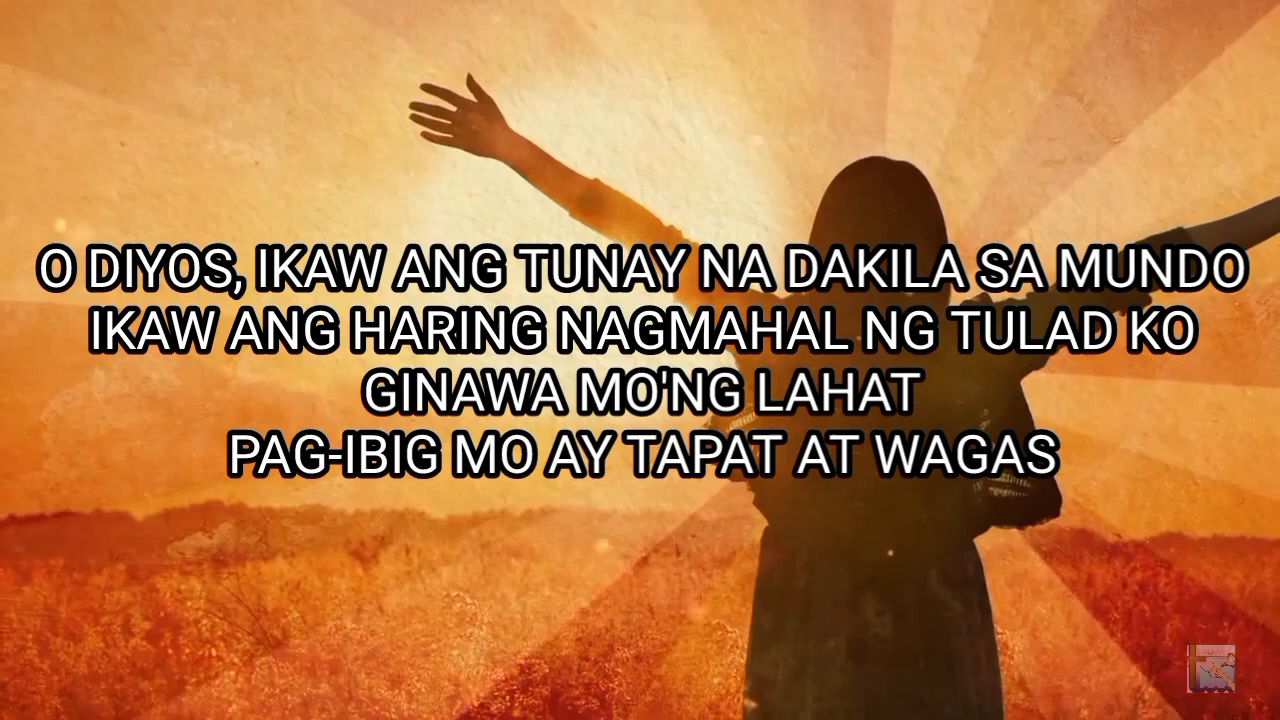 O DIYOS, IKAW ANG TUNAY NA DAKILA SA MUNDO
IKAW ANG HARING NAGMAHAL NG TULAD KO
GINAWA MO'NG LAHAT
PAG-IBIG MO AY TAPAT AT WAGAS